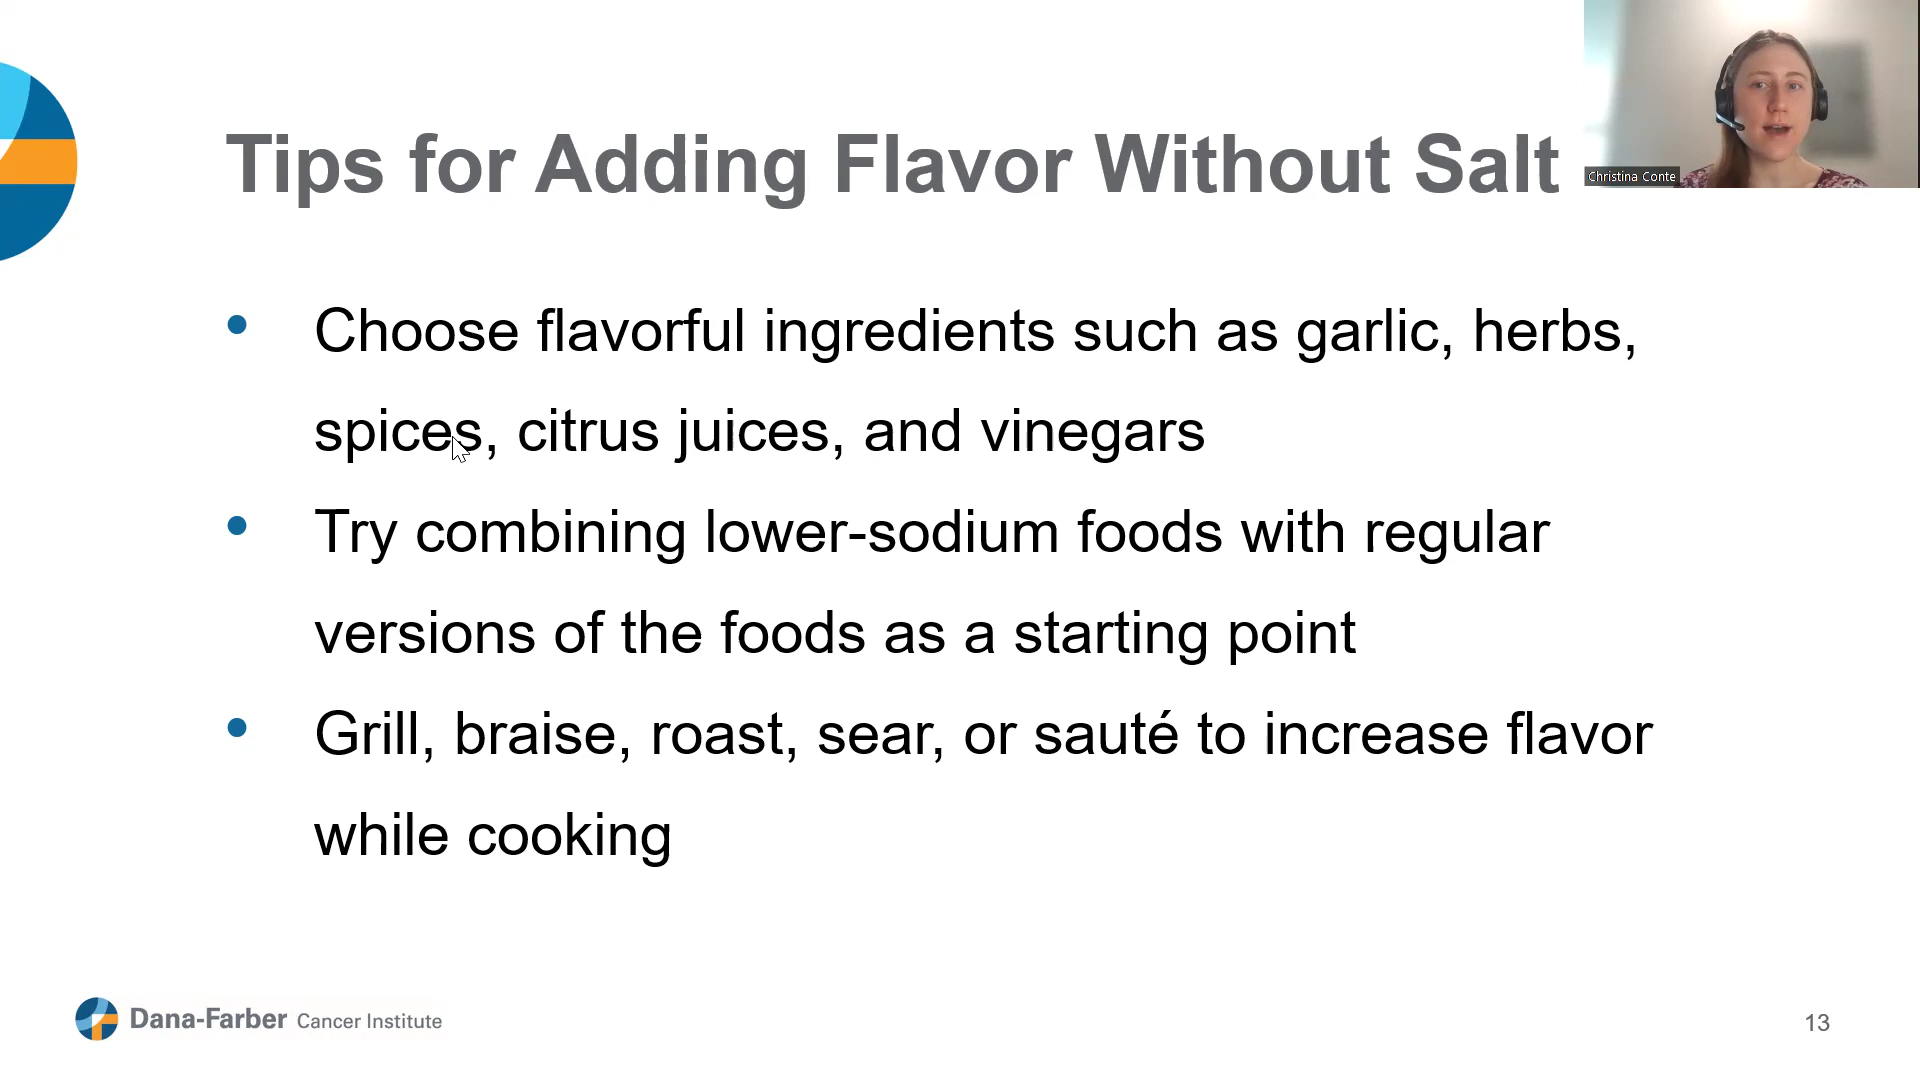 Tips for Adding Flavor Without Salt
Christina Conte
• Choose flavorful ingredients such as garlic, herbs,
spices, citrus juices, and vinegars
• Try combining lower-sodium foods with regular
versions of the foods as a starting point
• Grill, braise, roast, sear, or sauté to increase flavor
while cooking
Dana-Farber Cancer Institute
13